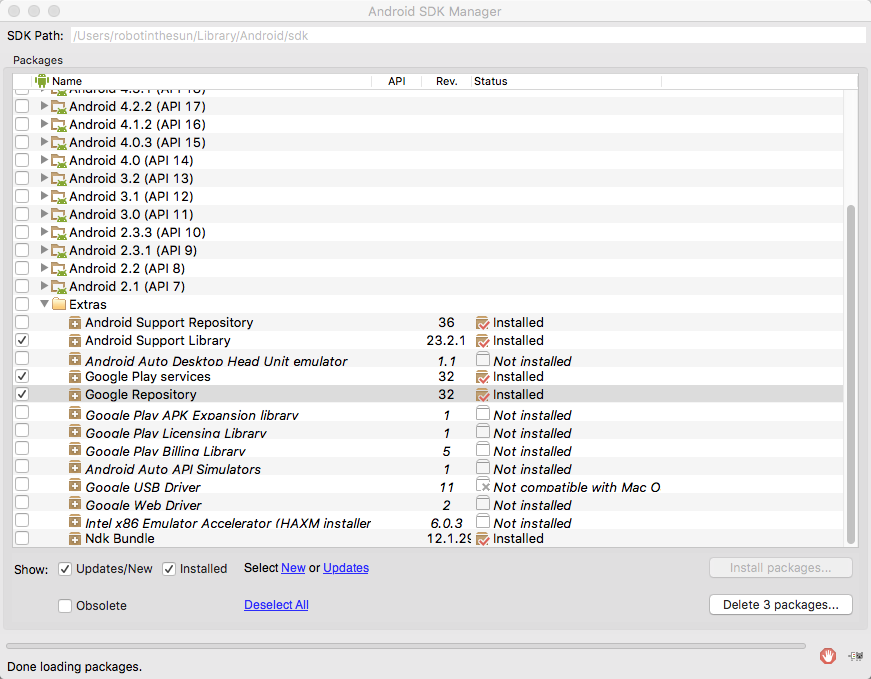 Android SDK Manager
SDK Path: /Users/robotinthesun/Library/Android/sdk
Packages
Name API Rev. Status
Android 4.3.1 (API 18)
Android 4.2.2 (API 17)
Android 4.1.2 (API 16)
Android 4.0.3 (API 15)
Android 4.0 (API 14)
Android 3.2 (API 13)
Android 3.1 (API 12)
Android 3.0 (API 11)
Android 2.3.3 (API 10)
Android 2.3.1 (API 9)
Android 2.2 (API 8)
Android 2.1 (API 7)
Extras
Android Support Repository 36 Installed
Android Support Library 23.2.1 Installed
Android Auto Desktop Head Unit emulator 1.1 Not installed
Google Play services 32 Installed
Google Repository 32 Installed
Google Play APK Expansion library 1 Not installed
Google Play Licensing Library 1 Not installed
Google Play Billing Library 5 Not installed
Android Auto API Simulators 1 Not installed
Google USB Driver 11 Not compatible with Mac O
Google Web Driver 2 Not installed
Intel x86 Emulator Accelerator (HAXM installer 6.0.3 Not installed
Ndk Bundle 12.1.29 Installed
Show: Updates/New Installed Select New or Updates Install packages...
Obsolete Deselect All Delete 3 packages...
Done loading packages.